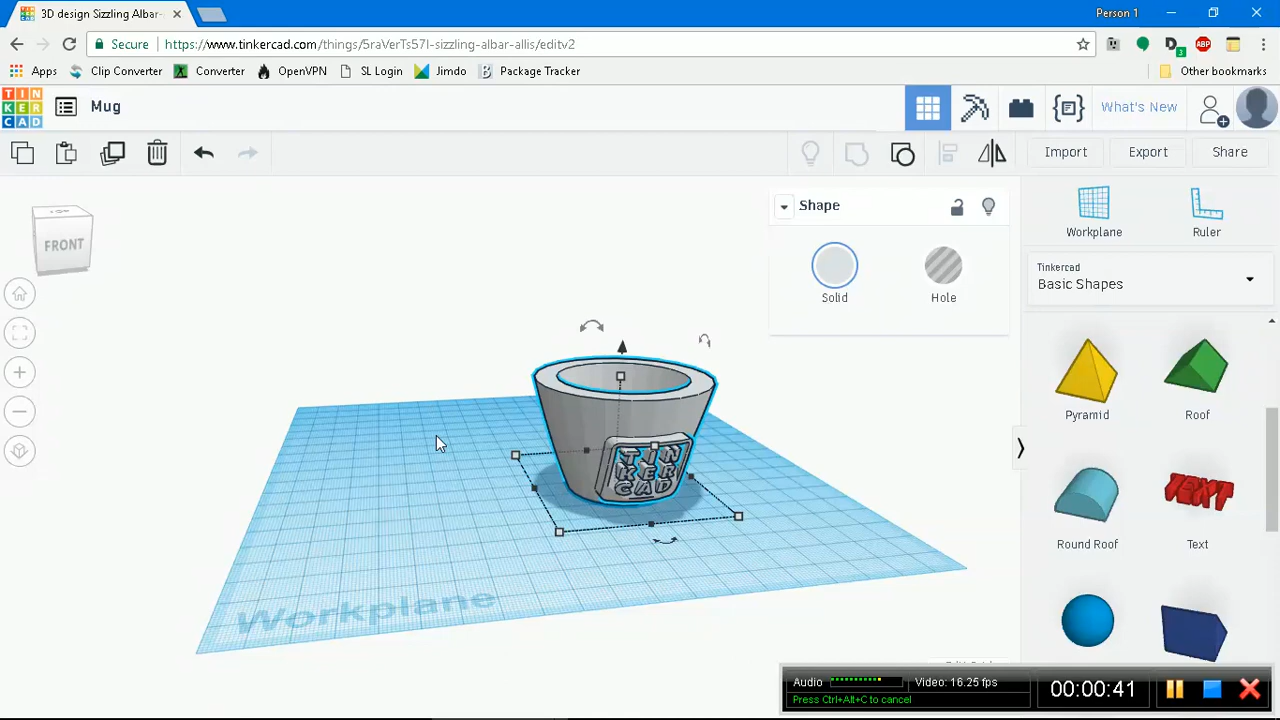 3D design Sizzling Albar-
Person 1
Secure
https://www.tinkercad.com/things/5raVerTs57l-sizzling-albar-allis/editv2
Apps
Clip Converter
Converter
OpenVPN
SL Login
Jimdo
Package Tracker
Other bookmarks
TIN
KER
CAD
Mug
What's New
Import
Export
Share
TOP
FRONT
Shape
Solid
Hole
Workplane
Ruler
Tinkercad
Basic Shapes
Pyramid
Roof
Round Roof
TEXT
Text
TIN
KER
CAD
Workplane
Audio
Video: 16.25 fps
Press Ctrl+Alt+C to cancel
00:00:41